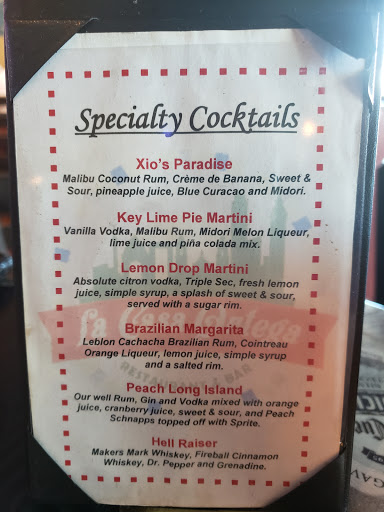 Specialty Cocktails
Xio's Paradise
Malibu Coconut Rum, Crème de Banana, Sweet &
Sour, pineapple juice, Blue Curacao and Midori.
Key Lime Pie Martini
Vanilla Vodka, Malibu Rum, Midori Melon Liqueur,
lime juice and piña colada mix.
Lemon Drop Martini
Absolute citron vodka, Triple Sec, fresh lemon
juice, simple syrup, a splash of sweet & sour,
served with a sugar rim.
Brazilian Margarita
Leblon Cachacha Brazilian Rum, Cointreau
Orange Liqueur, lemon juice, simple syrup
and a salted rim.
Peach Long Island
Our well Rum, Gin and Vodka mixed with orange
juice, cranberry juice, sweet & sour, and Peach
Schnapps topped off with Sprite.
Hell Raiser
Makers Mark Whiskey, Fireball Cinnamon
Whiskey, Dr. Pepper and Grenadine.